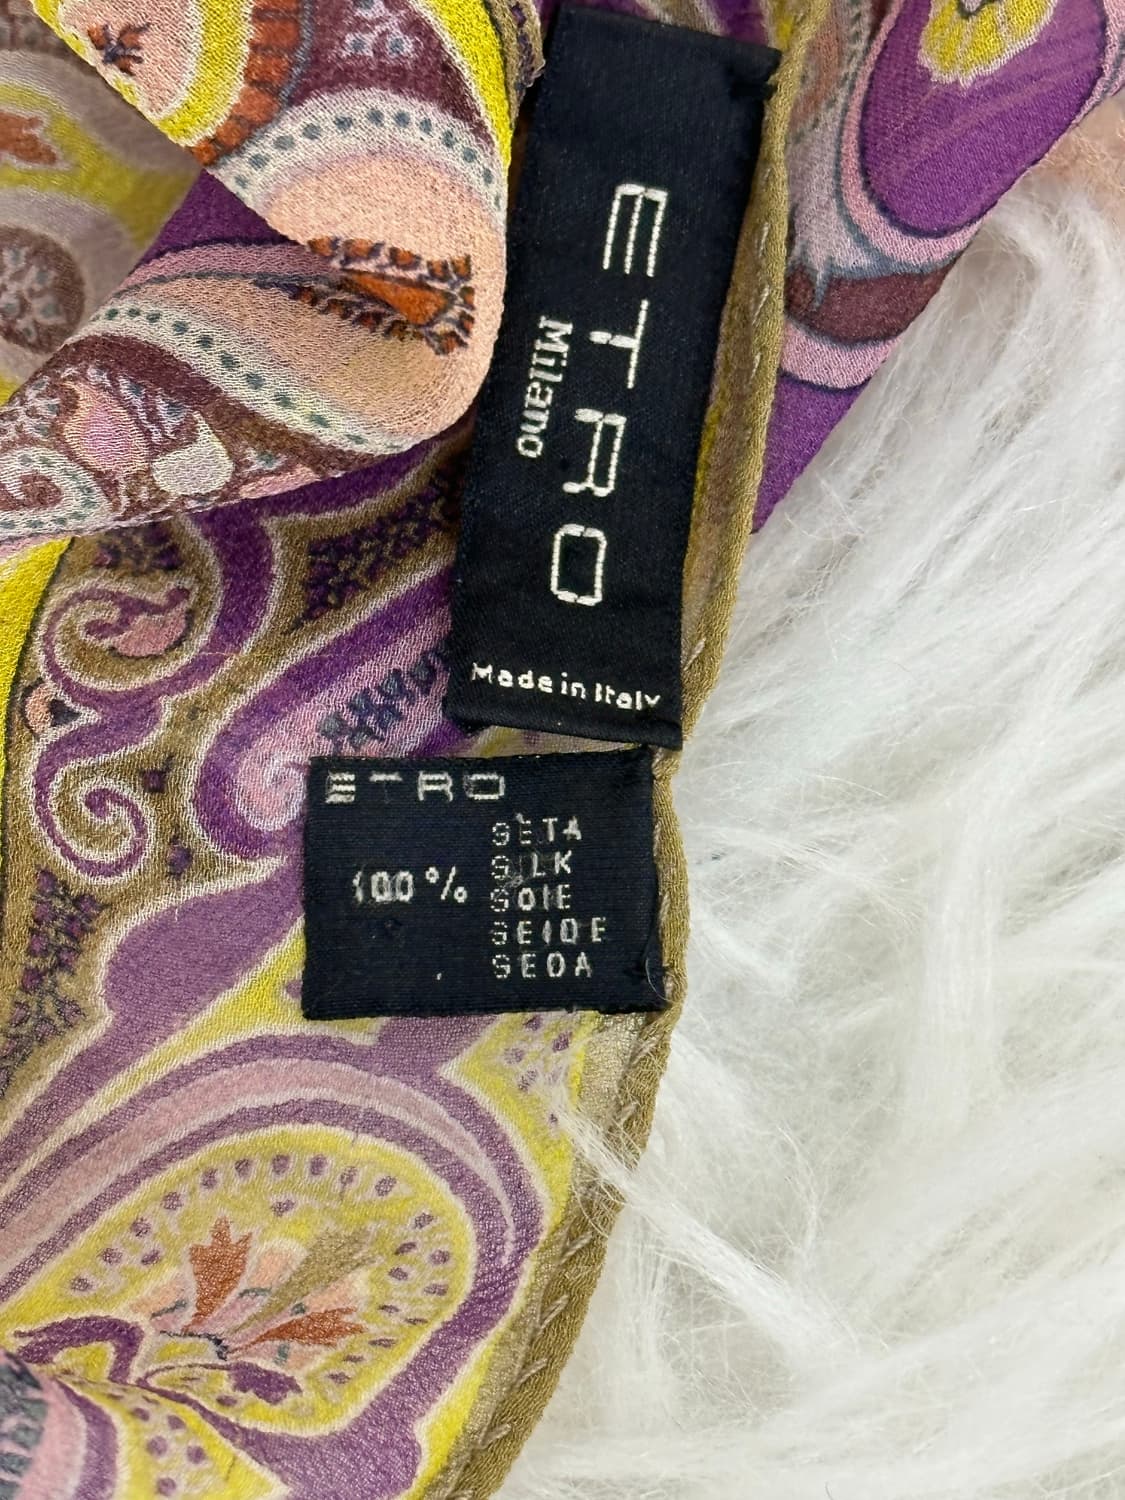 ETRO
Milano
Made in Italy
ETRO
100% SETA
SILK
SOIE
SEIDE
SEDA